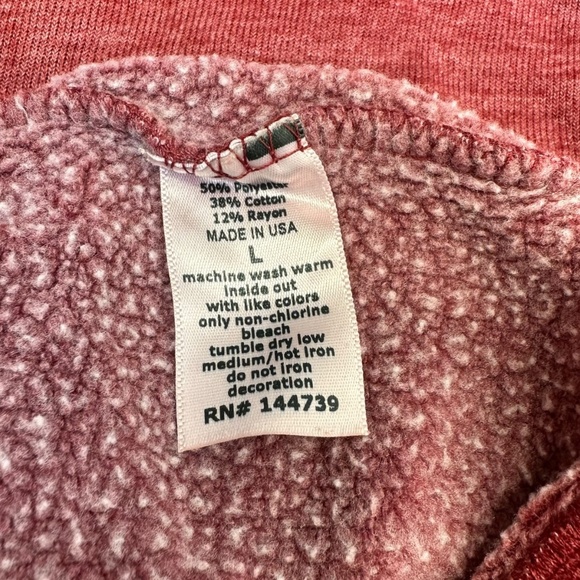 50% Polyester
38% Cotton
12% Rayon
MADE IN USA
L
machine wash warm
inside out
with like colors
only non-chlorine
bleach
tumble dry low
medium/hot iron
do not iron
decoration
RN# 144739